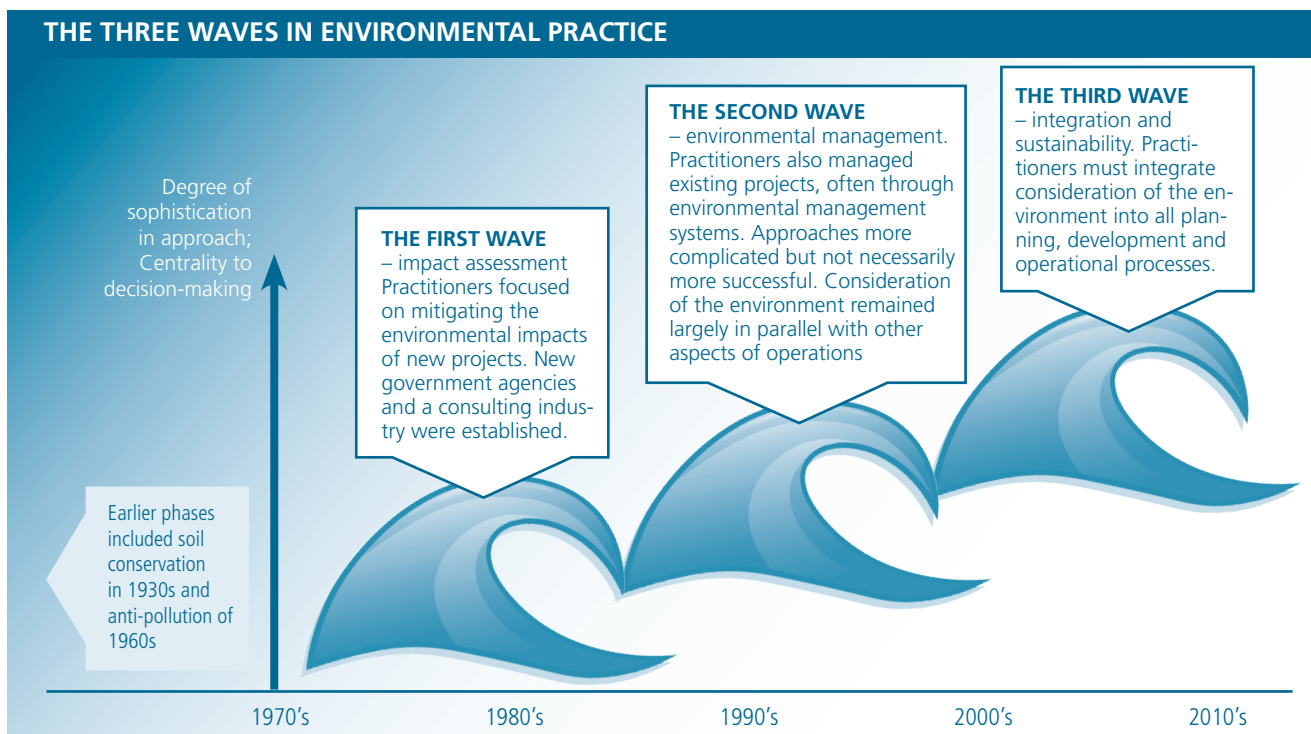 THE THREE WAVES IN ENVIRONMENTAL PRACTICE
Degree of
sophistication
in approach;
Centrality to
decision-making
Earlier phases
included soil
conservation
in 1930s and
anti-pollution of
1960s
THE FIRST WAVE
– impact assessment
Practitioners focused
on mitigating the
environmental impacts
of new projects. New
government agencies
and a consulting indus-
try were established.
THE SECOND WAVE
– environmental management.
Practitioners also managed
existing projects, often through
environmental management
systems. Approaches more
complicated but not necessarily
more successful. Consideration
of the environment remained
largely in parallel with other
aspects of operations
THE THIRD WAVE
– integration and
sustainability. Practi-
tioners must integrate
consideration of the en-
vironment into all plan-
ning, development and
operational processes.
1970’s
1980’s
1990’s
2000’s
2010’s